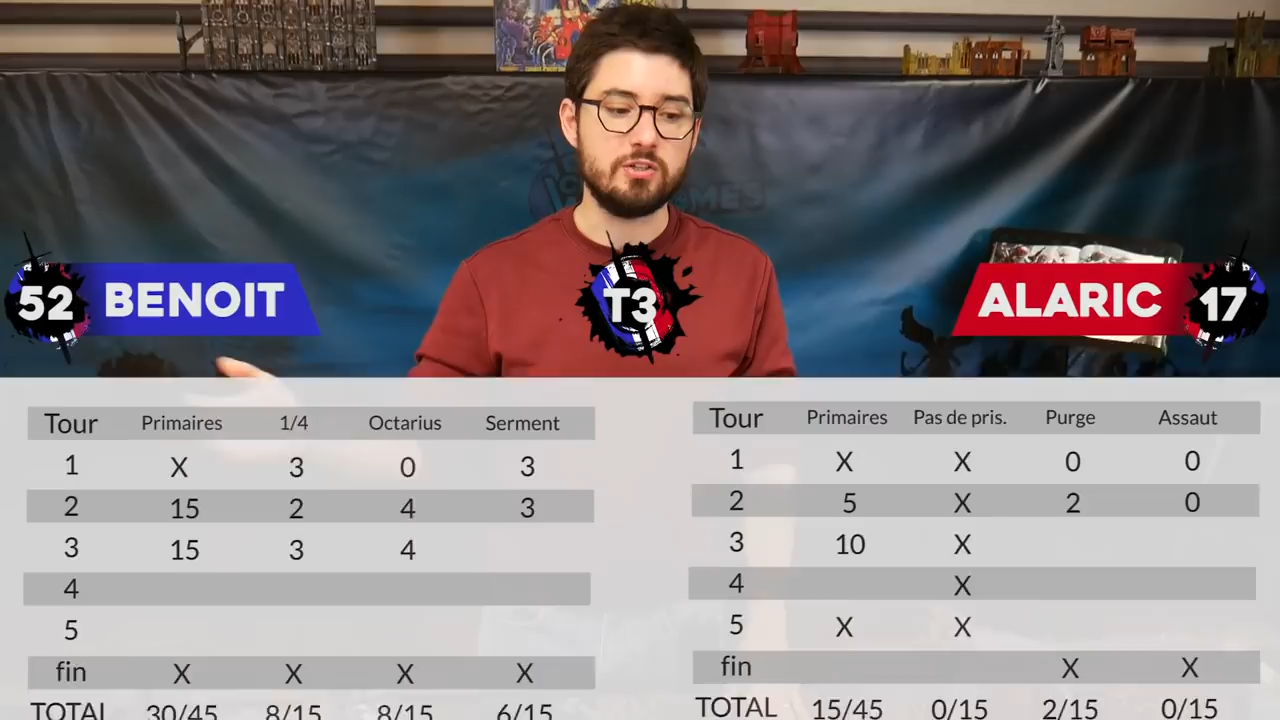 52 BENOIT
T3
ALARIC 17
Tour Primaires 1/4 Octarius Serment
1 X 3 0 3
2 15 2 4 3
3 15 3 4
4
5
fin X X X X
TOTAL 30/45 8/15 8/15 6/15
Tour Primaires Pas de pris. Purge Assaut
1 X X 0 0
2 5 X 2 0
3 10 X
4 X
5 X X
fin X X
TOTAL 15/45 0/15 2/15 0/15